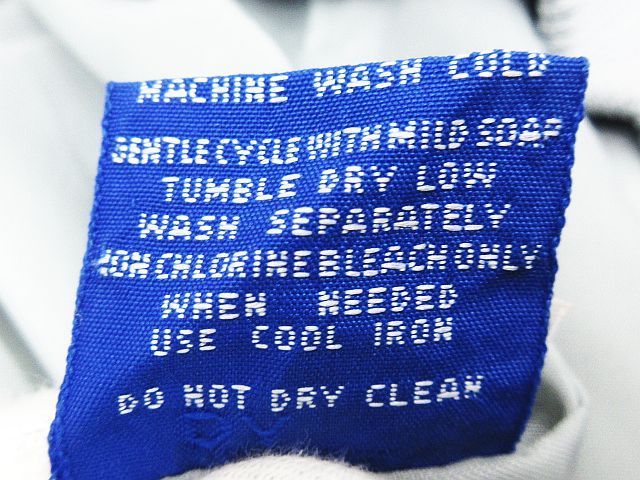 MACHINE WASH COLD
GENTLE CYCLE WITH MILD SOAP
TUMBLE DRY LOW
WASH SEPARATELY
NON CHLORINE BLEACH ONLY
WHEN NEEDED
USE COOL IRON
DO NOT DRY CLEAN